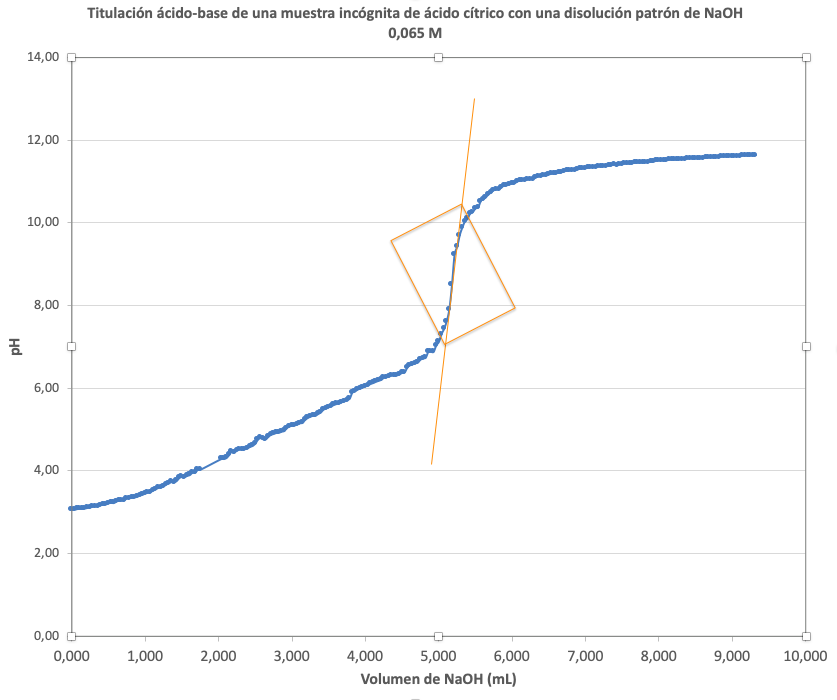 Titulación ácido-base de una muestra incógnita de ácido cítrico con una disolución patrón de NaOH
0,065 M
14,00
12,00
10,00
8,00
6,00
4,00
2,00
0,00
pH
0,000 1,000 2,000 3,000 4,000 5,000 6,000 7,000 8,000 9,000 10,000
Volumen de NaOH (mL)